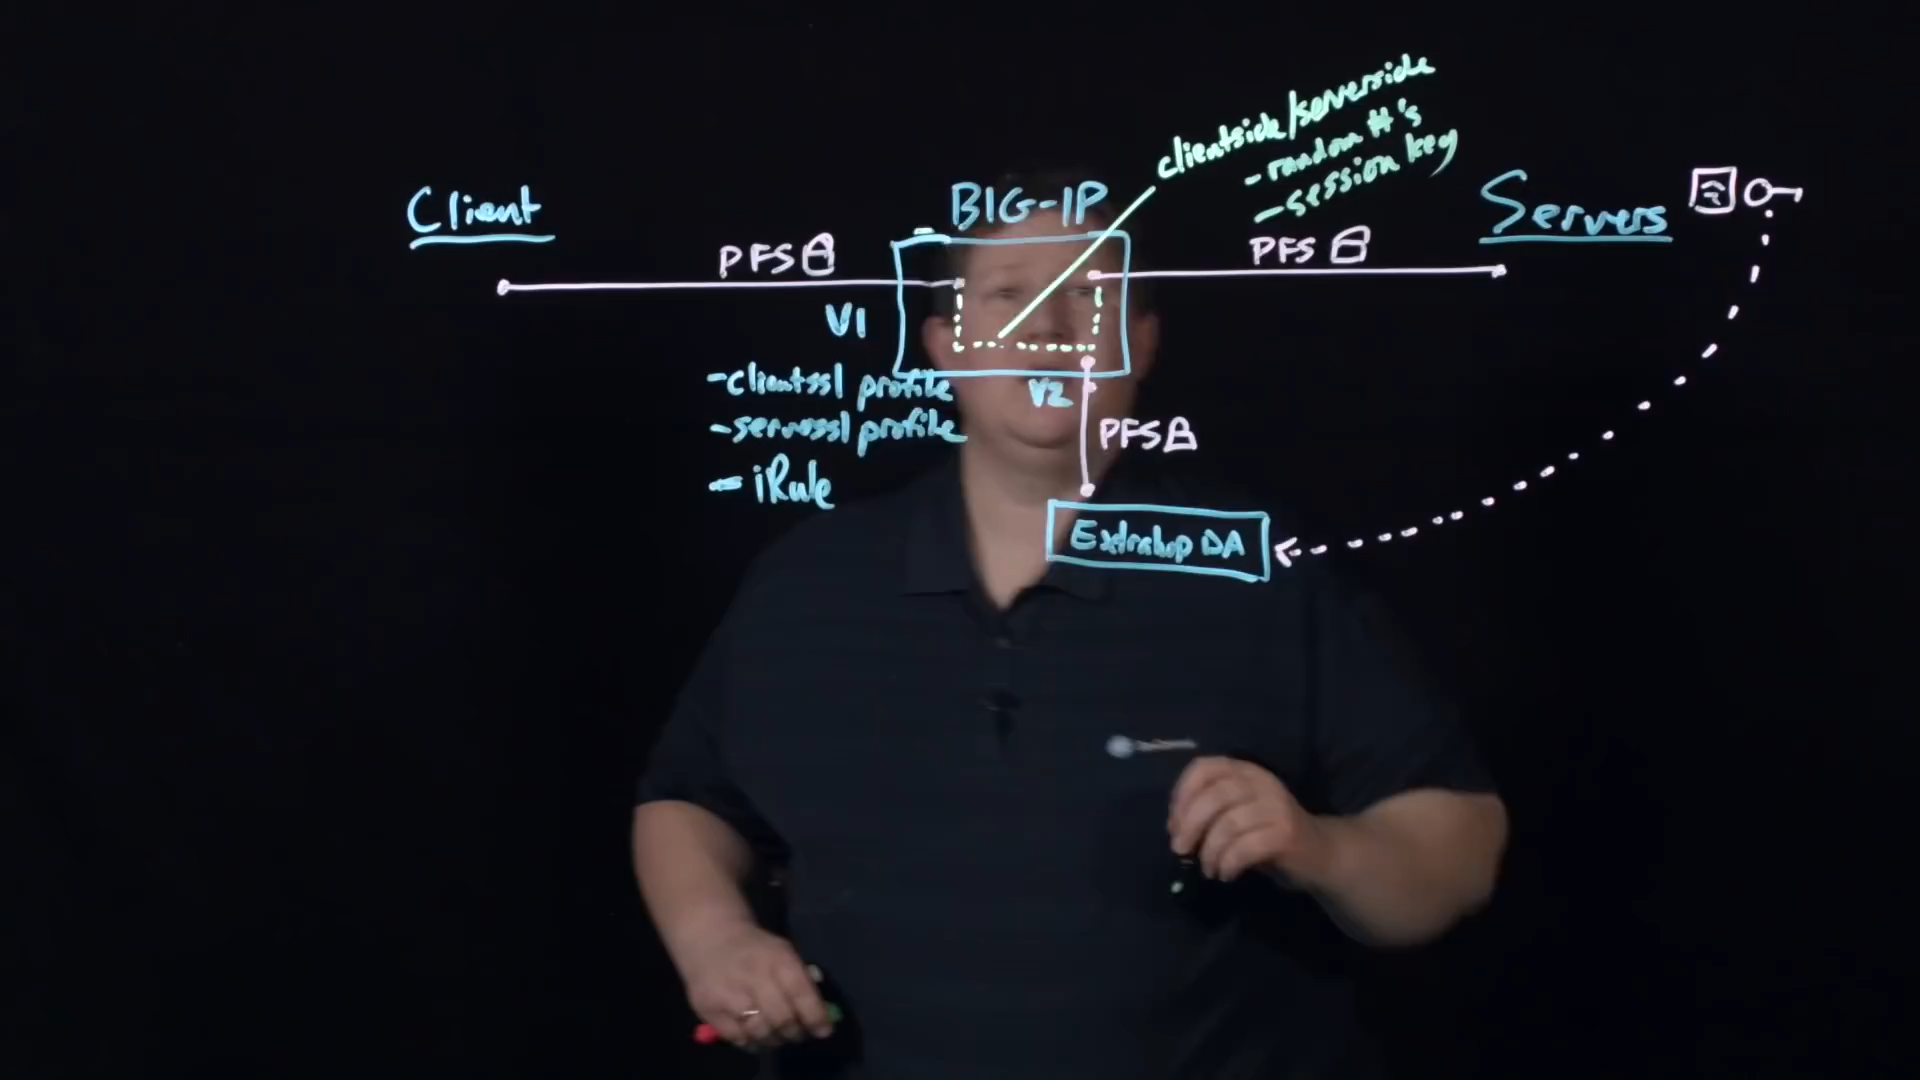 clientside/serverside
- random #'s
- session key
Client
BIG-IP
Servers
PFS
PFS
V1
V2
- clientssl profile
- serverssl profile
- iRule
PFS
Extrahop DA